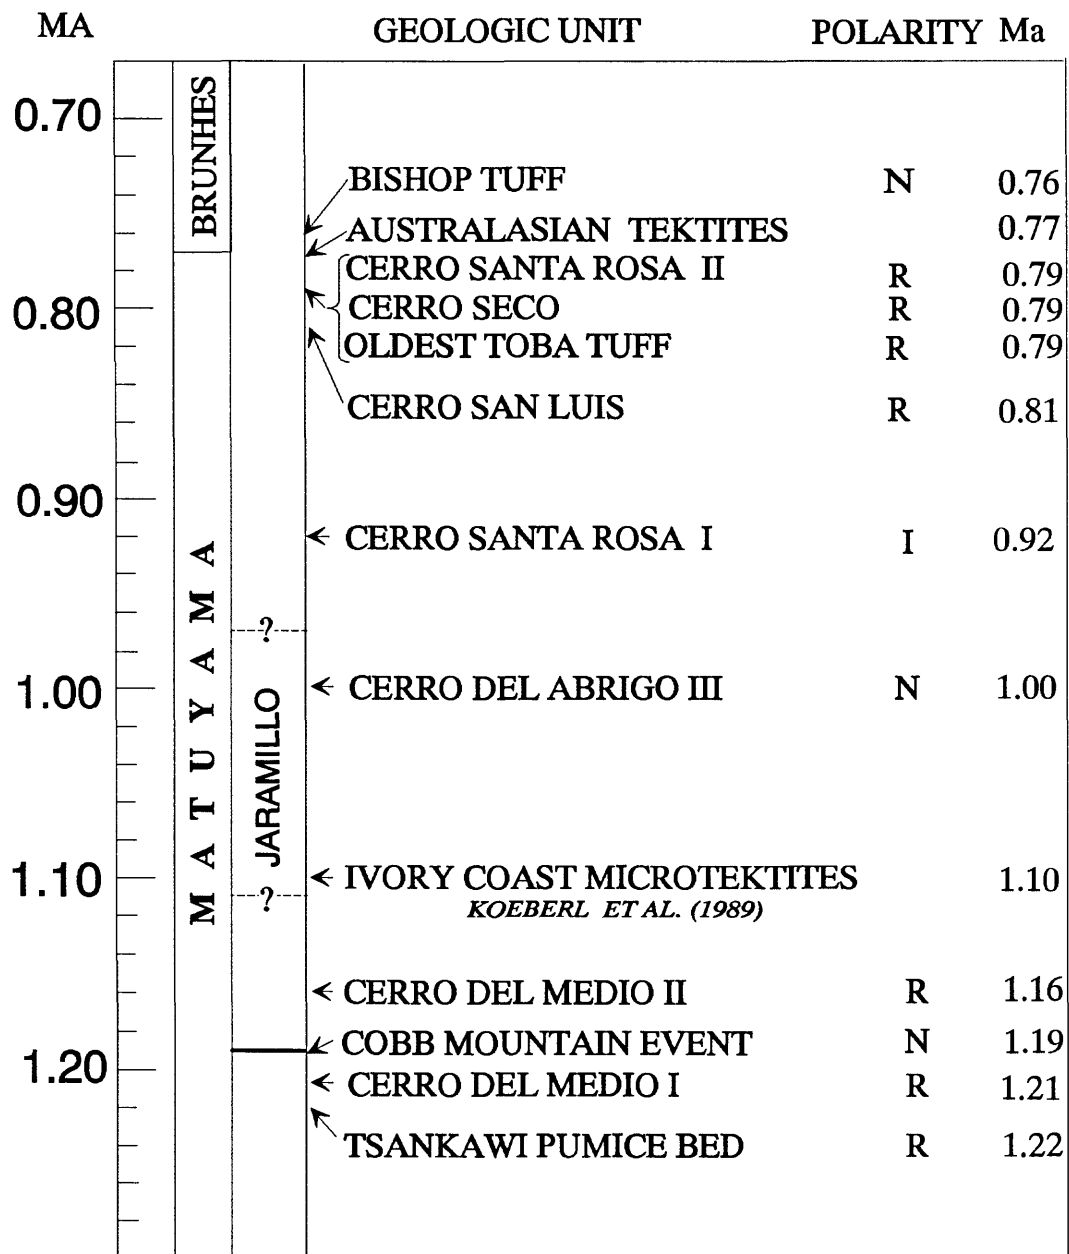 MA GEOLOGIC UNIT POLARITY Ma
0.70
BRUNHES
BISHOP TUFF N 0.76
AUSTRALASIAN TEKTITES 0.77
CERRO SANTA ROSA II R 0.79
0.80 CERRO SECO R 0.79
OLDEST TOBA TUFF R 0.79
CERRO SAN LUIS R 0.81
0.90
CERRO SANTA ROSA I I 0.92
MATUYAMA
?
1.00 CERRO DEL ABRIGO III N 1.00
JARAMILLO
1.10 IVORY COAST MICROTEKTITES 1.10
? KOEBERL ET AL. (1989)
CERRO DEL MEDIO II R 1.16
COBB MOUNTAIN EVENT N 1.19
1.20
CERRO DEL MEDIO I R 1.21
TSANKAWI PUMICE BED R 1.22